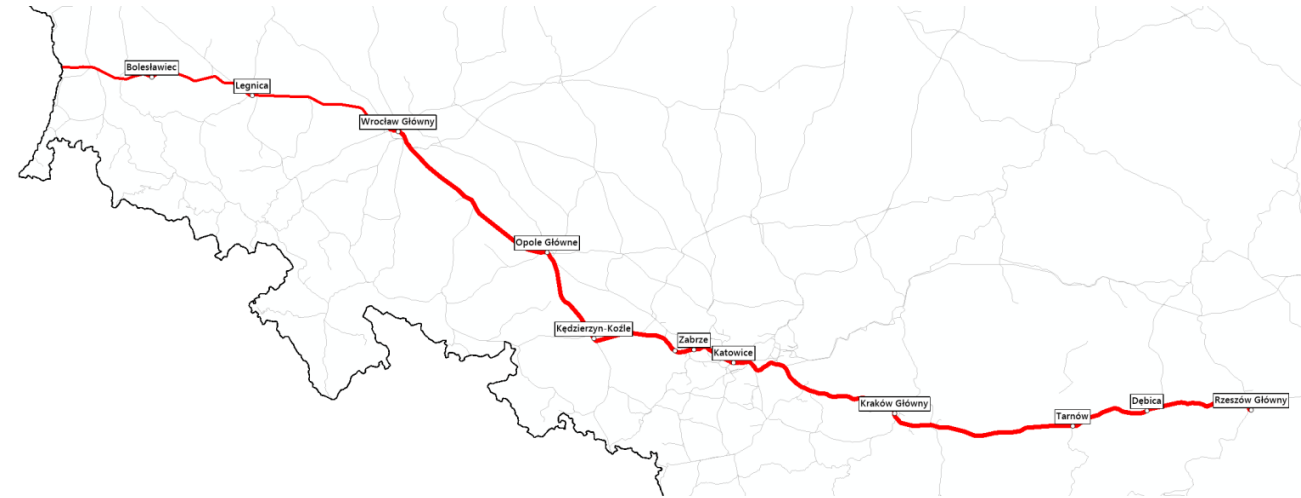 Bolesławiec
Legnica
Wrocław Główny
Opole Główne
Kędzierzyn-Koźle
Zabrze
Katowice
Kraków Główny
Tarnów
Dębica
Rzeszów Główny